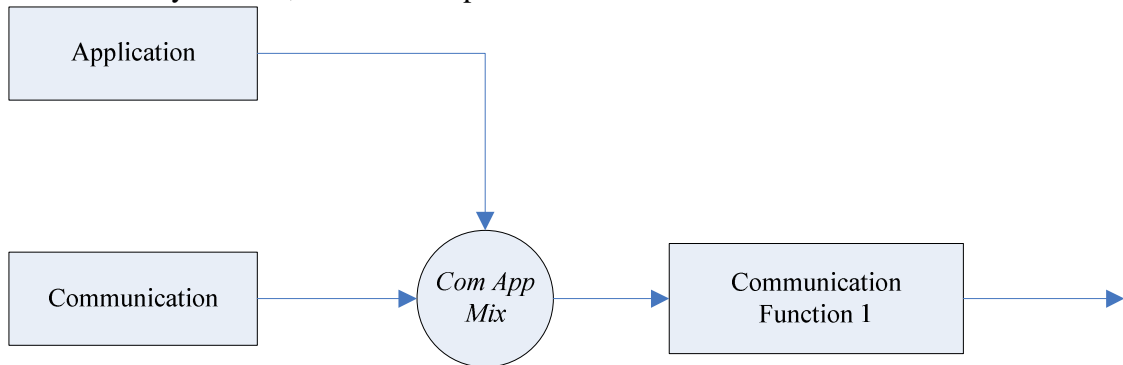 Application
Communication
Com App
Mix
Communication
Function 1